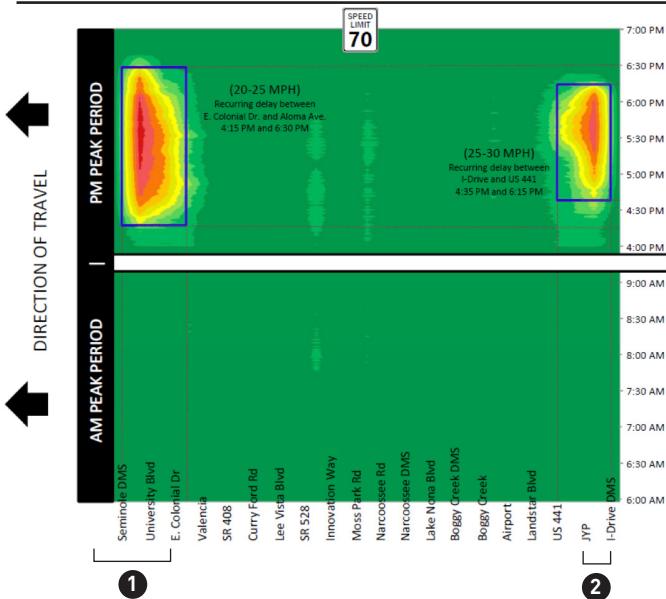 SPEED
LIMIT
70
DIRECTION OF TRAVEL
PM PEAK PERIOD
(20-25 MPH)
Recurring delay between
E. Colonial Dr. and Aloma Ave.
4:15 PM and 6:30 PM
(25-30 MPH)
Recurring delay between
I-Drive and US 441
4:35 PM and 6:15 PM
7:00 PM
6:30 PM
6:00 PM
5:30 PM
5:00 PM
4:30 PM
4:00 PM
AM PEAK PERIOD
9:00 AM
8:30 AM
8:00 AM
7:30 AM
7:00 AM
6:30 AM
6:00 AM
Seminole DMS
University Blvd
E. Colonial Dr
Valencia
SR 408
Curry Ford Rd
Lee Vista Blvd
SR 528
Innovation Way
Moss Park Rd
Narcoossee Rd
Narcoossee DMS
Lake Nona Blvd
Boggy Creek DMS
Boggy Creek
Airport
Landstar Blvd
US 441
JYP
I-Drive DMS
1
2